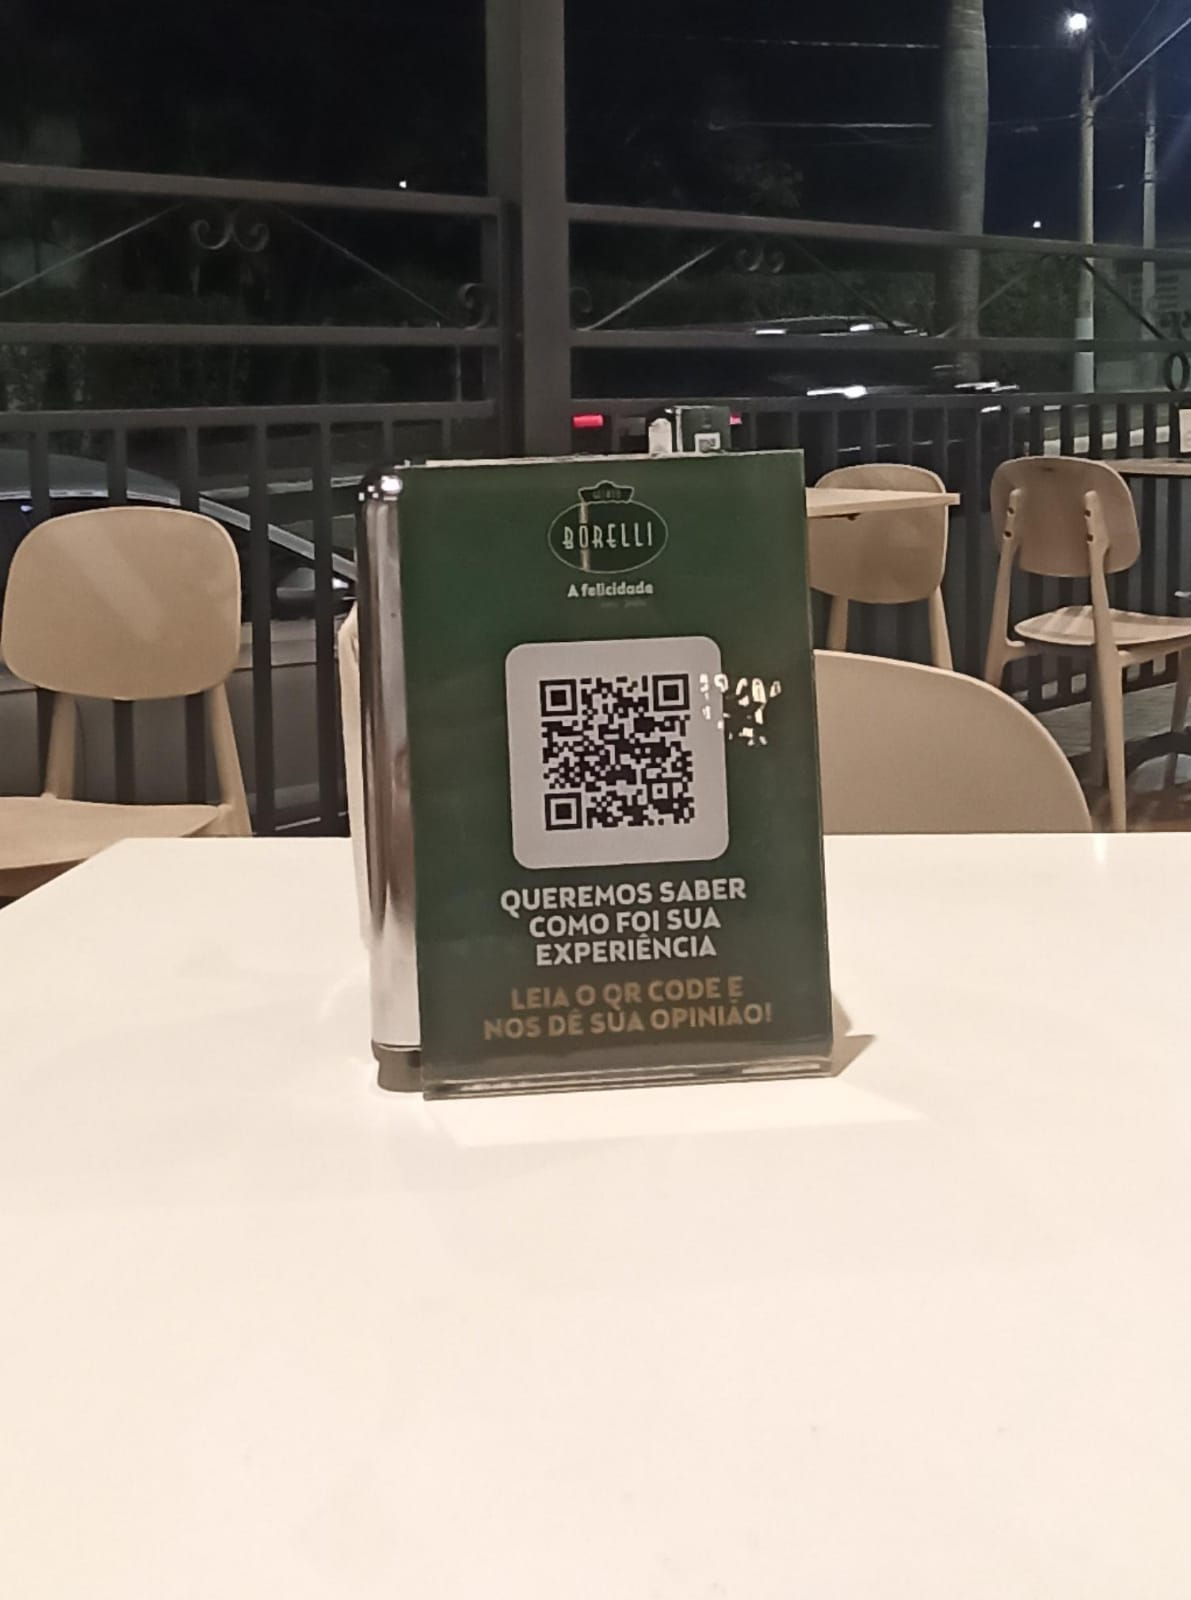 BORELLI
A felicidade
QUEREMOS SABER
COMO FOI SUA
EXPERIÊNCIA
LEIA O QR CODE E
NOS DÊ SUA OPINIÃO!